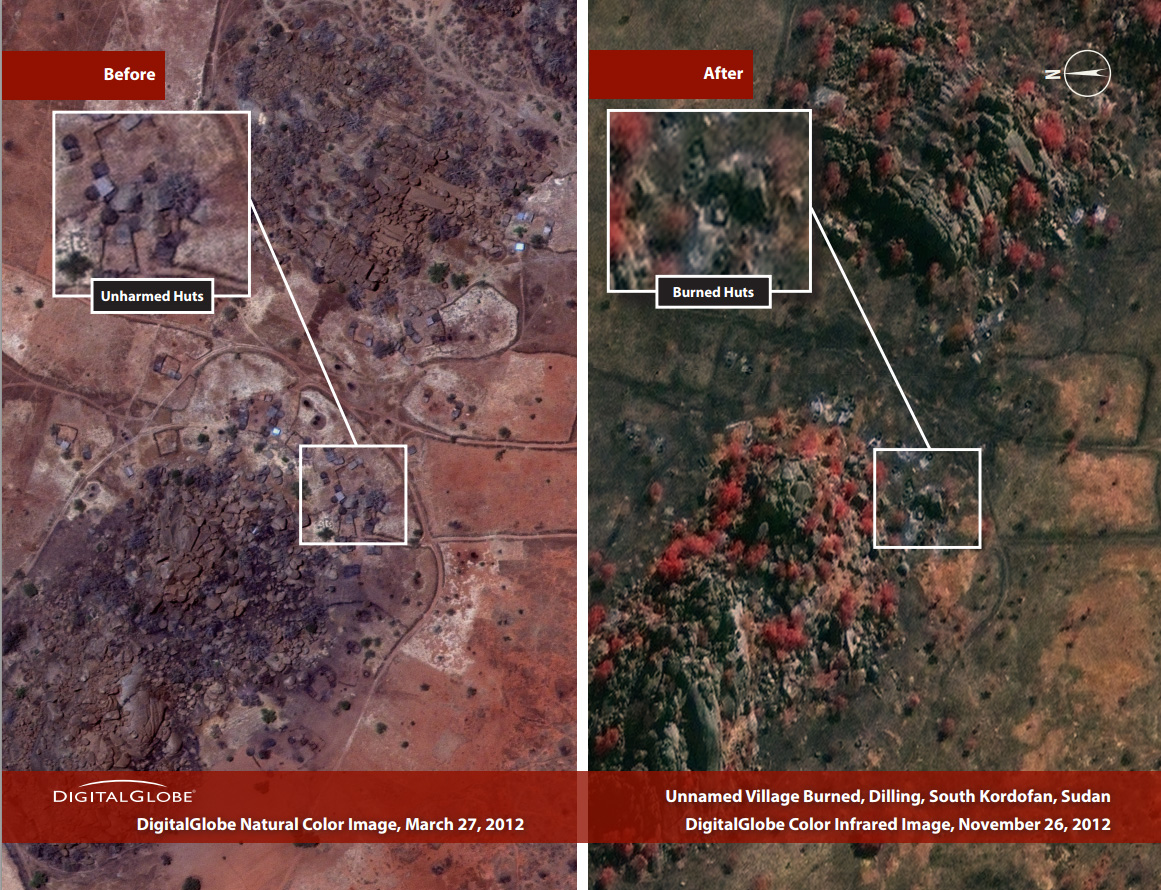 Before
Unharmed Huts
DIGITALGLOBE®
DigitalGlobe Natural Color Image, March 27, 2012
After
N
Burned Huts
Unnamed Village Burned, Dilling, South Kordofan, Sudan
DigitalGlobe Color Infrared Image, November 26, 2012